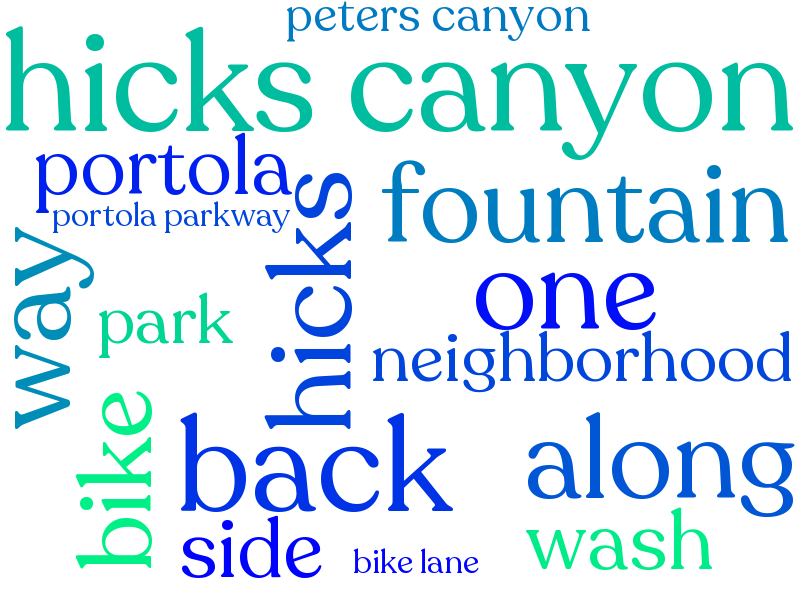 peters canyon
hicks canyon
portola
fountain
portola parkway
hicks
way
one
park
neighborhood
bike
back
along
side
wash
bike lane